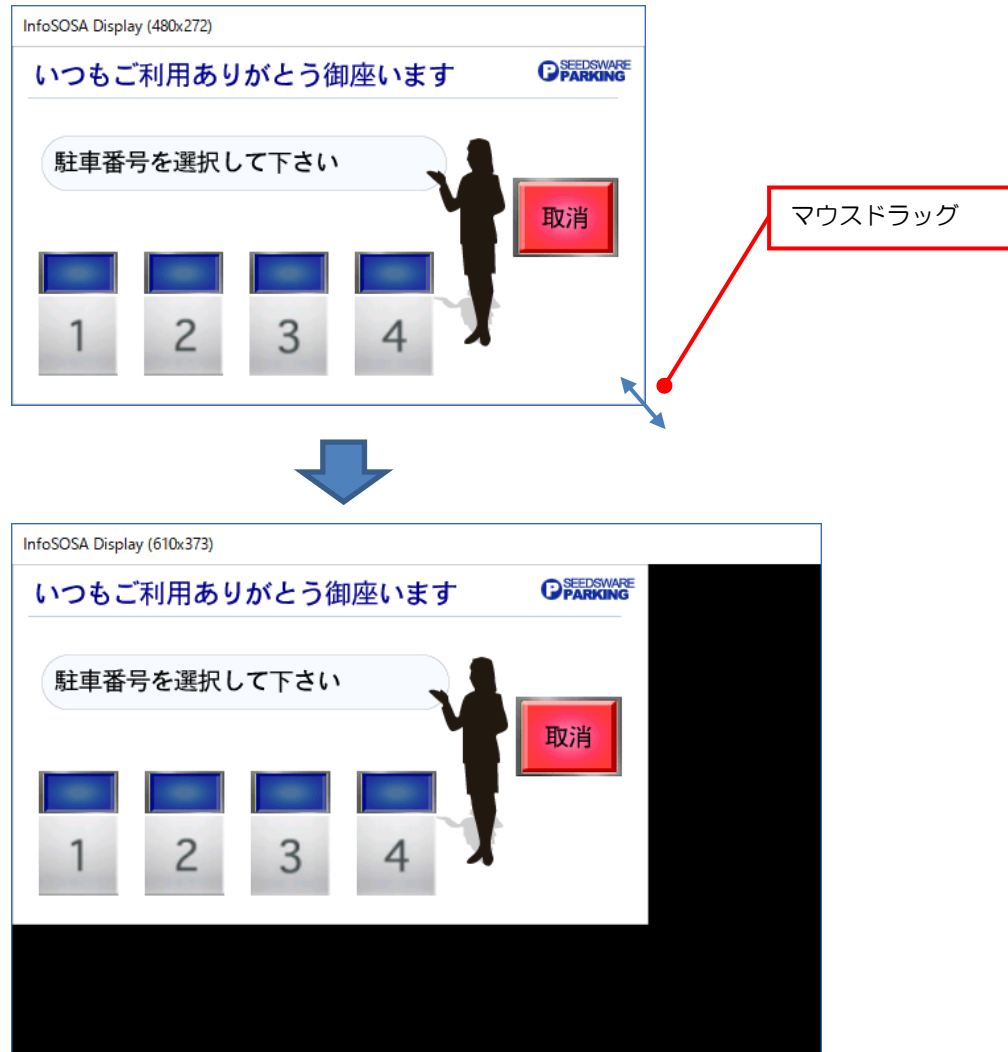 InfoSOSA Display (480x272)
いつもご利用ありがとう御座います
SEEDSWARE
P PARKING
駐車番号を選択して下さい
取消
マウスドラッグ
1 2 3 4
InfoSOSA Display (610x373)
いつもご利用ありがとう御座います
SEEDSWARE
P PARKING
駐車番号を選択して下さい
取消
1 2 3 4